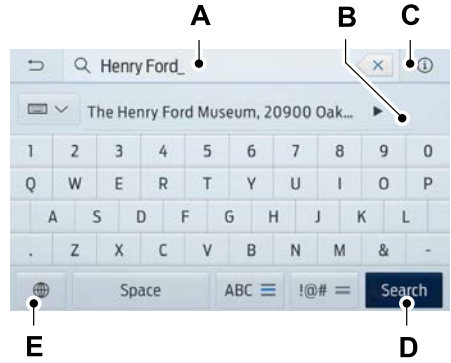 A
B
C
Henry Ford_
The Henry Ford Museum, 20900 Oak...
1 2 3 4 5 6 7 8 9 0
Q W E R T Y U I O P
A S D F G H J K L
. Z X C V B N M & -
Space ABC !@# Search
E
D